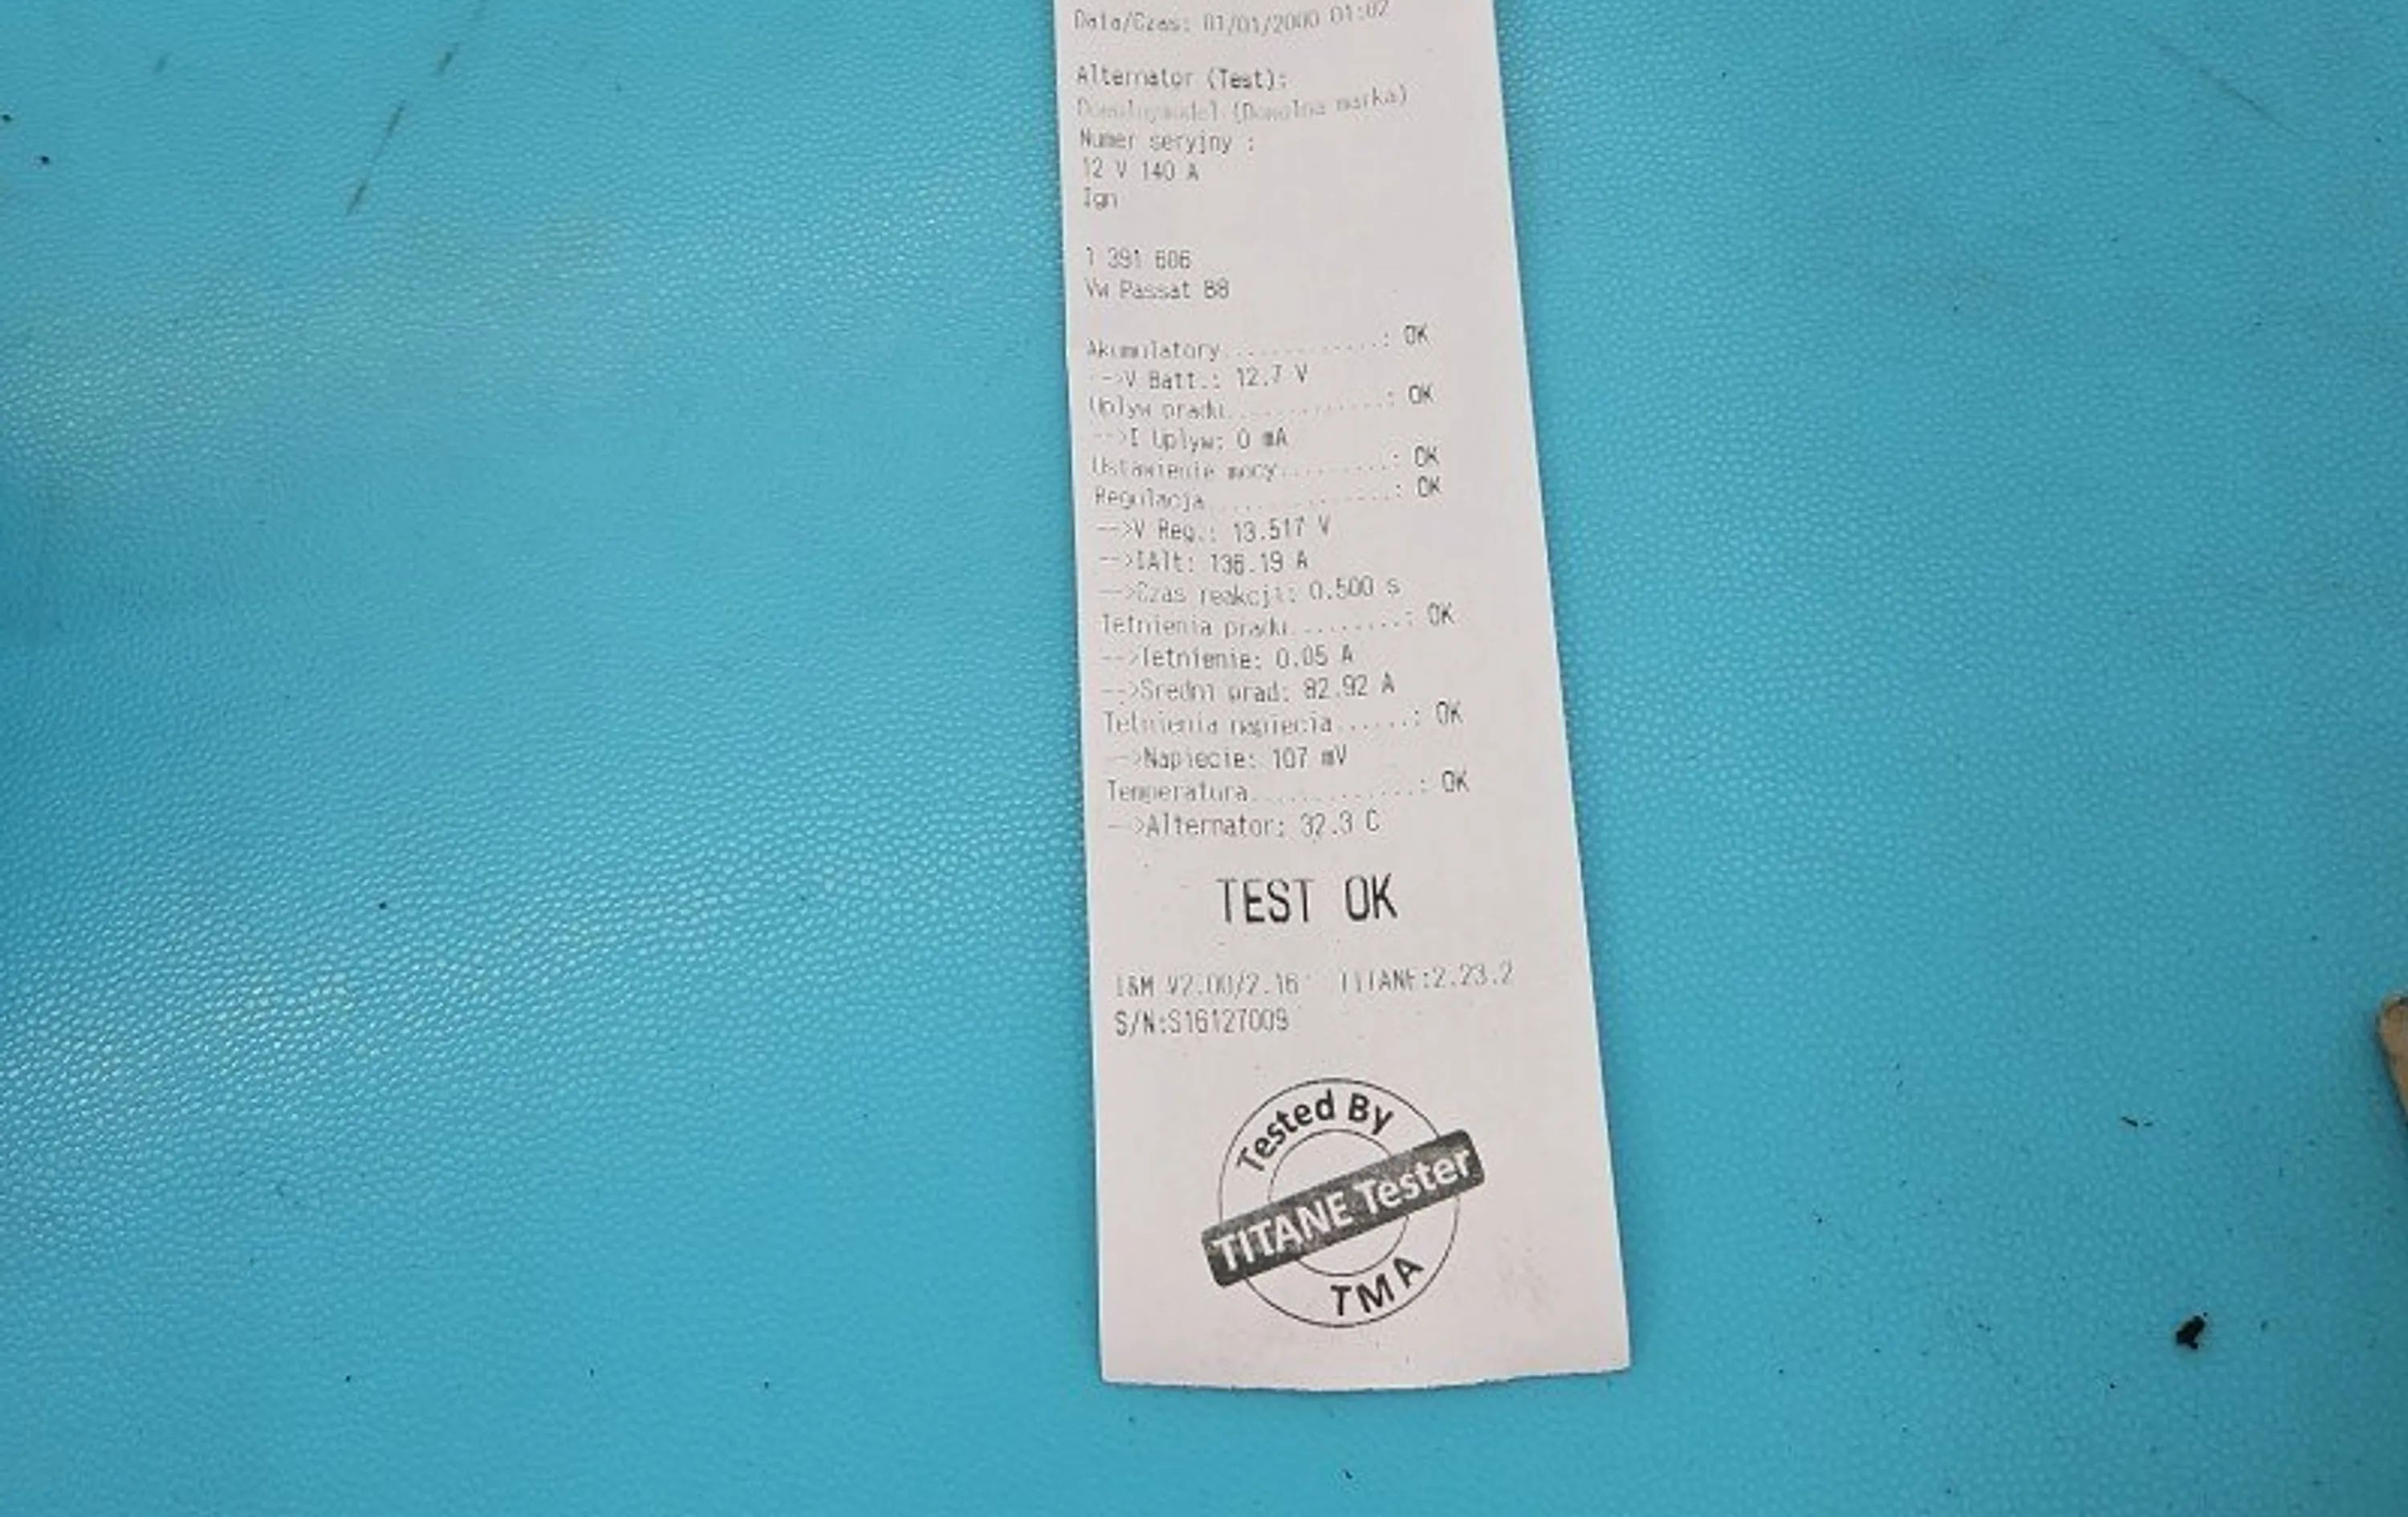 Data/Czas: 01/01/2000 01:02
Alternator (Test):
(Dowolna marka)
Numer seryjny :
12 V 140 A
Ign
1 391 606
Vw Passat B8
Akumulatory.............: OK
-->V Batt.: 12.7 V
Uplyw pradu.............: OK
-->I Uplyw: 0 mA
Ustawienie mocy.........: OK
Regulacja...............: OK
-->V Reg.: 13.517 V
-->IAlt: 136.19 A
-->Czas reakcji: 0.500 s
Tetnienia pradu.........: OK
-->Tetnienie: 0.05 A
-->Sredni prad: 82.92 A
Tetnienia napiecia......: OK
-->Napiecie: 107 mV
Temperatura.............: OK
-->Alternator: 32.3 C
TEST OK
I&M V2.00/2.16 TITANE:2.23.2
S/N:S16127009
Tested By
TITANE Tester
TMA